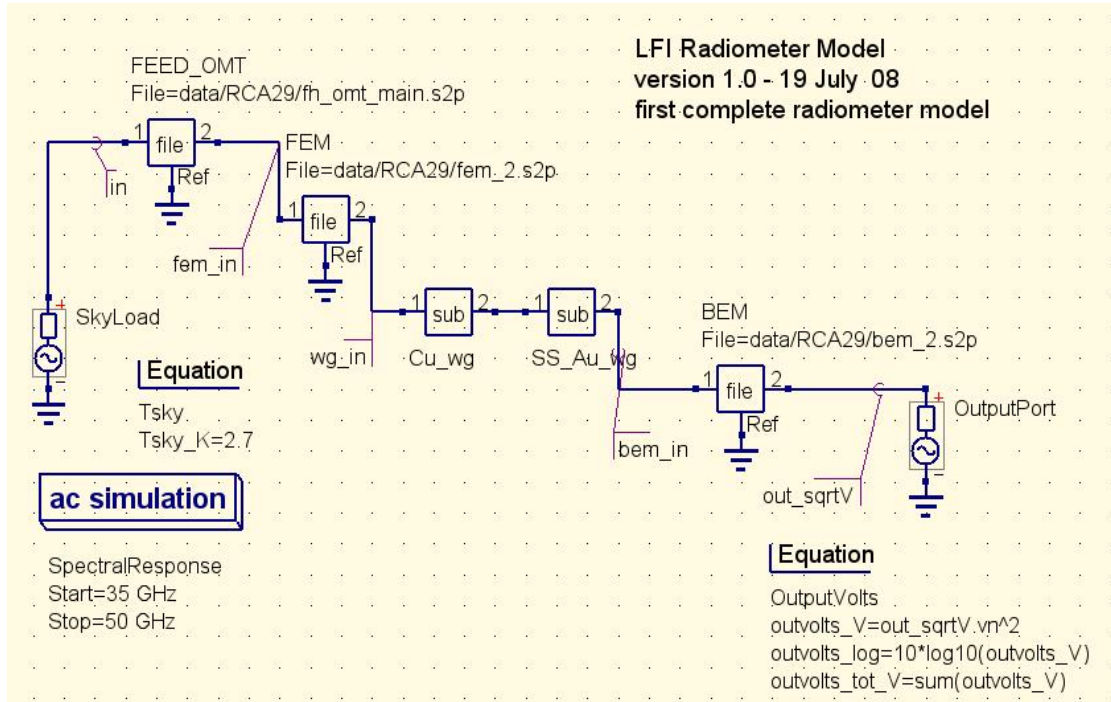 LFI Radiometer Model
version 1.0 - 19 July 08
first complete radiometer model
FEED_OMT
File=data/RCA29/fh_omt_main.s2p
1 file 2
Ref
in
FEM
File=data/RCA29/fem_2.s2p
1 file 2
Ref
fem_in
SkyLoad
+
-
1 sub 2
Cu_wg
1 sub 2
SS_Au_wg
wg_in
BEM
File=data/RCA29/bem_2.s2p
1 file 2
Ref
bem_in
OutputPort
+
-
out_sqrtV
Equation
Tsky
Tsky_K=2.7
ac simulation
SpectralResponse
Start=35 GHz
Stop=50 GHz
Equation
OutputVolts
outvolts_V=out_sqrtV.vn^2
outvolts_log=10*log10(outvolts_V)
outvolts_tot_V=sum(outvolts_V)